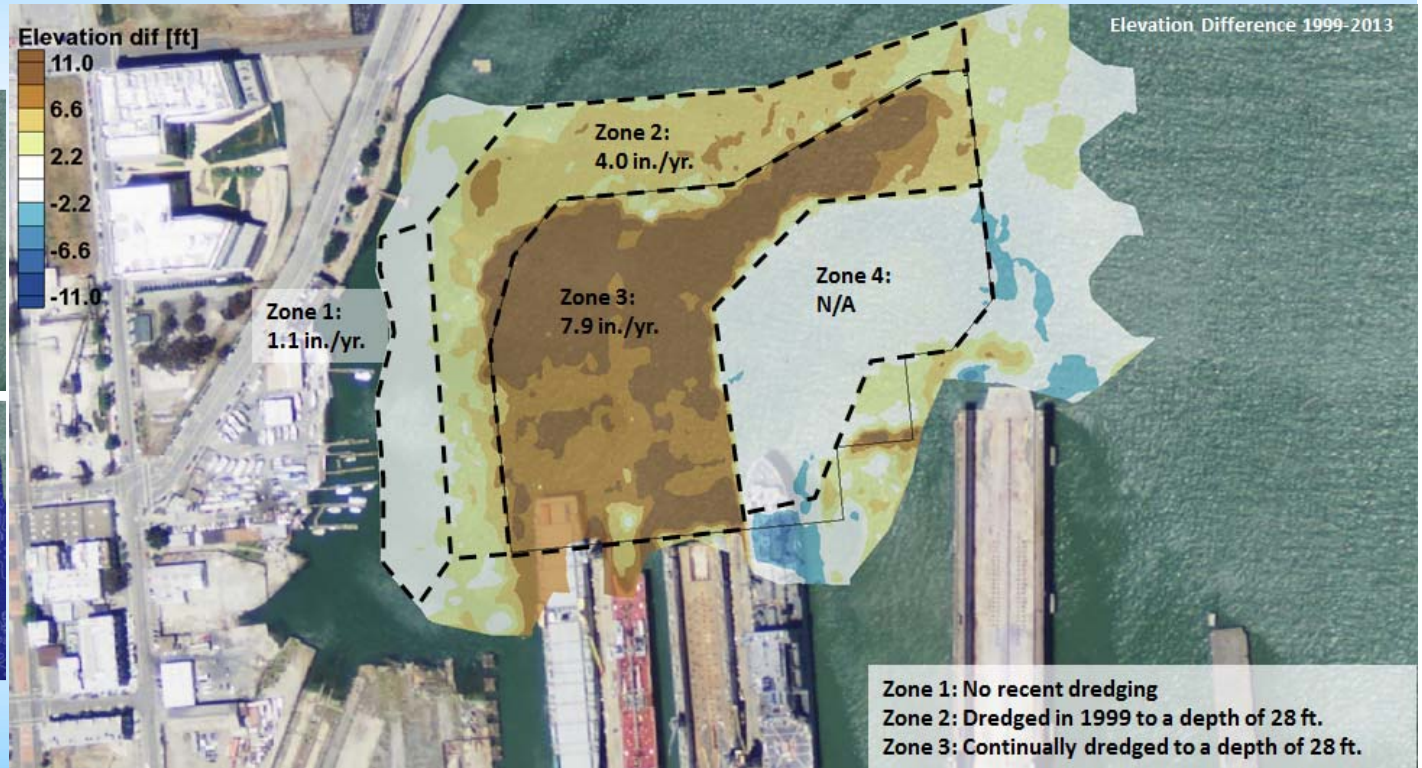 Elevation Difference 1999-2013
Elevation dif [ft]
11.0
6.6
2.2
-2.2
-6.6
-11.0
Zone 1:
1.1 in./yr.
Zone 2:
4.0 in./yr.
Zone 3:
7.9 in./yr.
Zone 4:
N/A
Zone 1: No recent dredging
Zone 2: Dredged in 1999 to a depth of 28 ft.
Zone 3: Continually dredged to a depth of 28 ft.